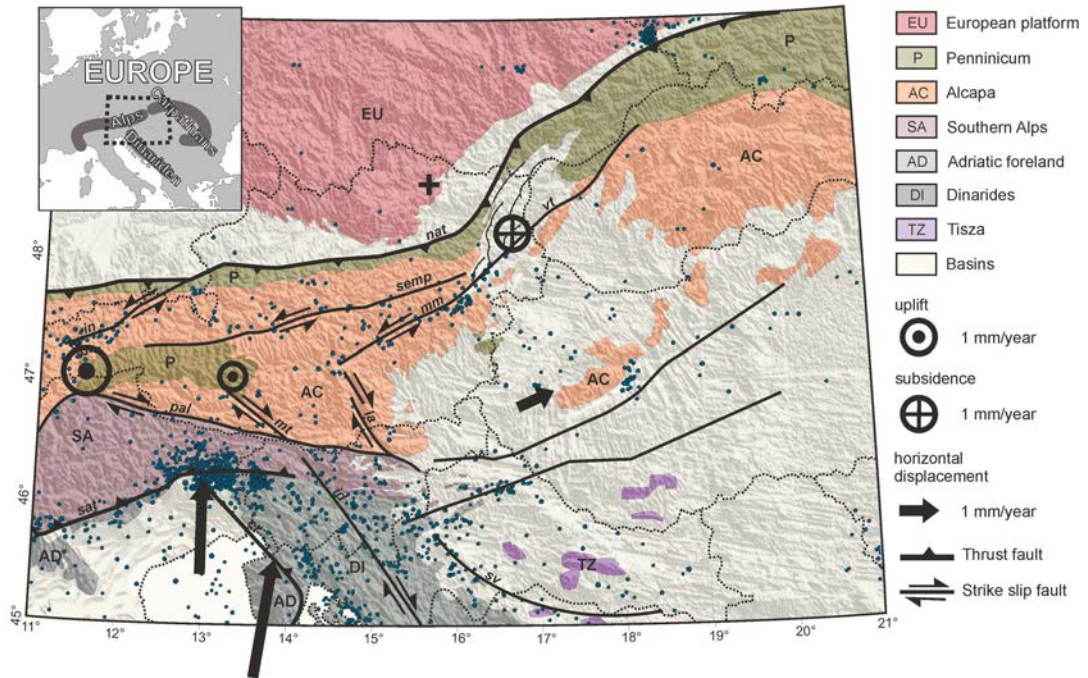 EUROPE
Alps
Carpathians
Dinariden
EU
P
AC
nat
vt
P
semp
mm
in
P
AC
AC
pal
mt
la
SA
id
sat
AD
DI
AD
sv
TZ
48°
47°
46°
45°
11°
12°
13°
14°
15°
16°
17°
18°
19°
20°
21°
EU European platform
P Penninicum
AC Alcapa
SA Southern Alps
AD Adriatic foreland
DI Dinarides
TZ Tisza
Basins
uplift
1 mm/year
subsidence
1 mm/year
horizontal
displacement
1 mm/year
Thrust fault
Strike slip fault